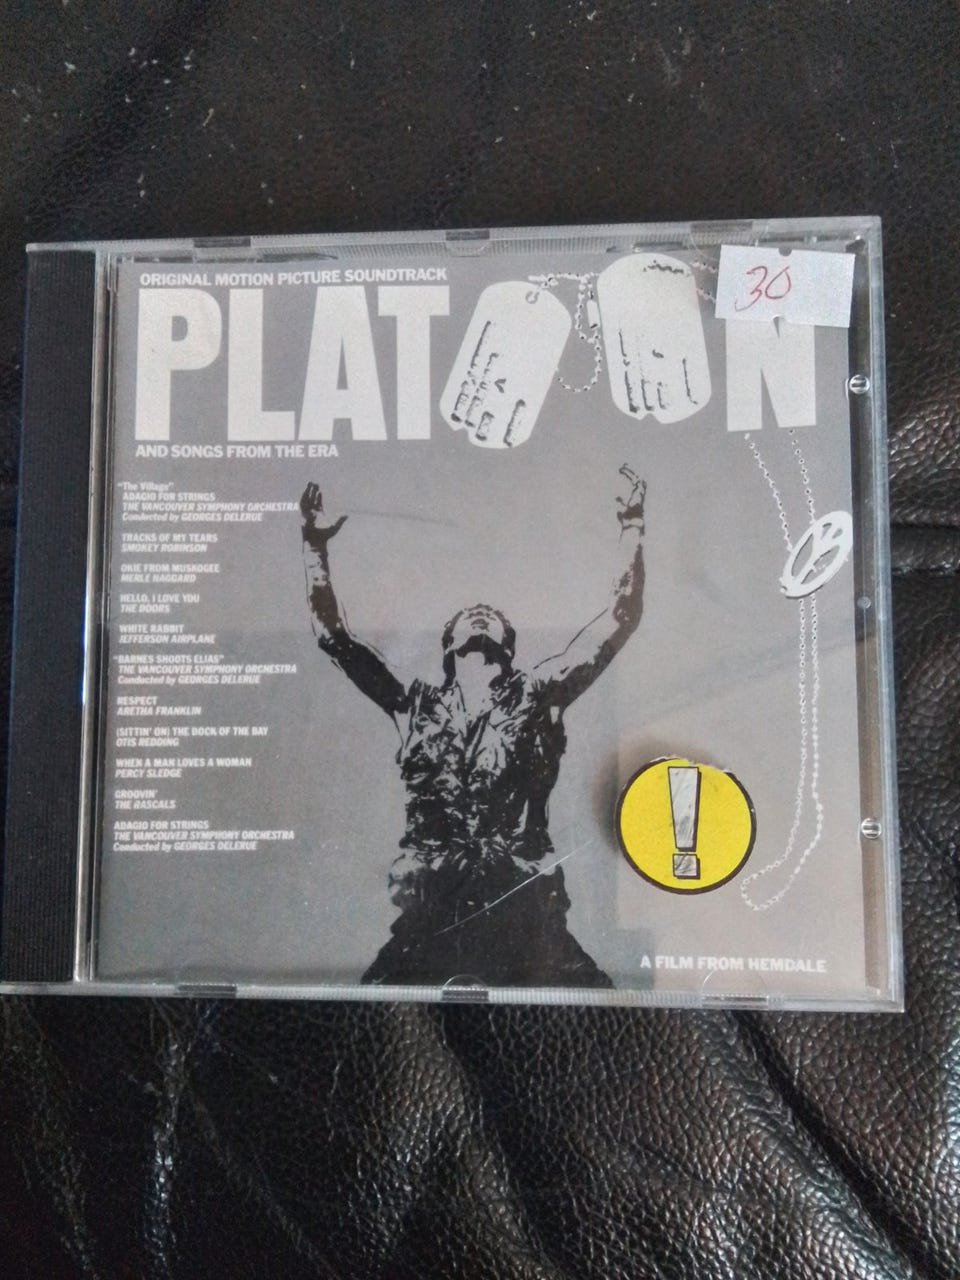 30
ORIGINAL MOTION PICTURE SOUNDTRACK
PLATOON
AND SONGS FROM THE ERA
"The Village"
ADAGIO FOR STRINGS
THE VANCOUVER SYMPHONY ORCHESTRA
Conducted by GEORGES DELERUE
TRACKS OF MY TEARS
SMOKEY ROBINSON
OKIE FROM MUSKOGEE
MERLE HAGGARD
HELLO, I LOVE YOU
THE DOORS
WHITE RABBIT
JEFFERSON AIRPLANE
"BARNES SHOOTS ELIAS"
THE VANCOUVER SYMPHONY ORCHESTRA
Conducted by GEORGES DELERUE
RESPECT
ARETHA FRANKLIN
(SITTIN' ON) THE DOCK OF THE BAY
OTIS REDDING
WHEN A MAN LOVES A WOMAN
PERCY SLEDGE
GROOVIN'
THE RASCALS
ADAGIO FOR STRINGS
THE VANCOUVER SYMPHONY ORCHESTRA
Conducted by GEORGES DELERUE
!
A FILM FROM HEMDALE